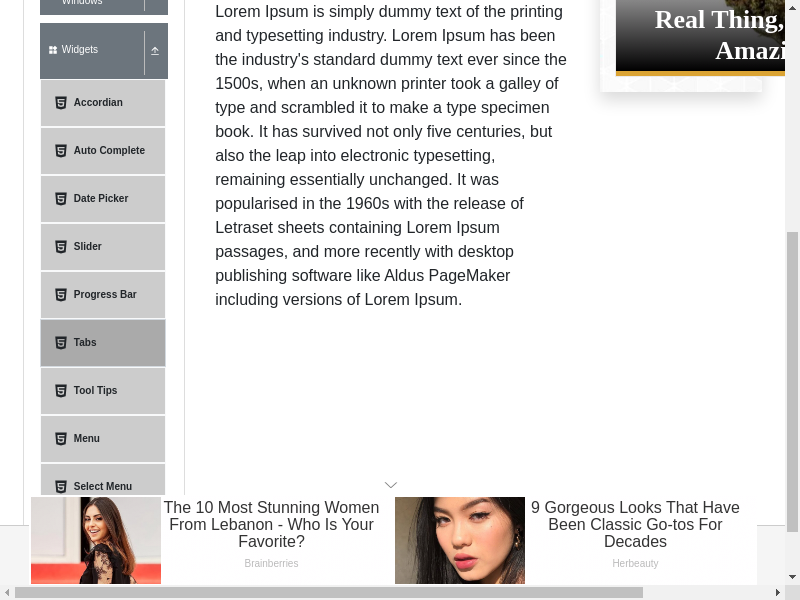 Windows
Widgets
Accordian
Auto Complete
Date Picker
Slider
Progress Bar
Tabs
Tool Tips
Menu
Select Menu
Lorem Ipsum is simply dummy text of the printing
and typesetting industry. Lorem Ipsum has been
the industry's standard dummy text ever since the
1500s, when an unknown printer took a galley of
type and scrambled it to make a type specimen
book. It has survived not only five centuries, but
also the leap into electronic typesetting,
remaining essentially unchanged. It was
popularised in the 1960s with the release of
Letraset sheets containing Lorem Ipsum
passages, and more recently with desktop
publishing software like Aldus PageMaker
including versions of Lorem Ipsum.
Real Thing,
Amazi
The 10 Most Stunning Women
From Lebanon - Who Is Your
Favorite?
Brainberries
9 Gorgeous Looks That Have
Been Classic Go-tos For
Decades
Herbeauty